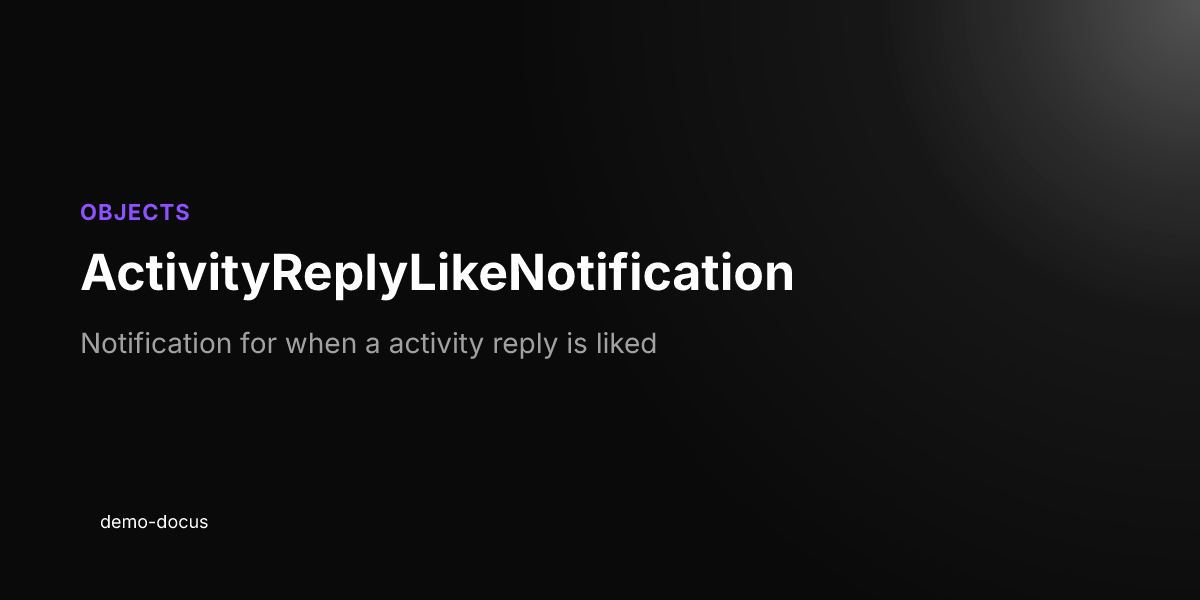 OBJECTS
ActivityReplyLikeNotification
Notification for when a activity reply is liked
demo-docus